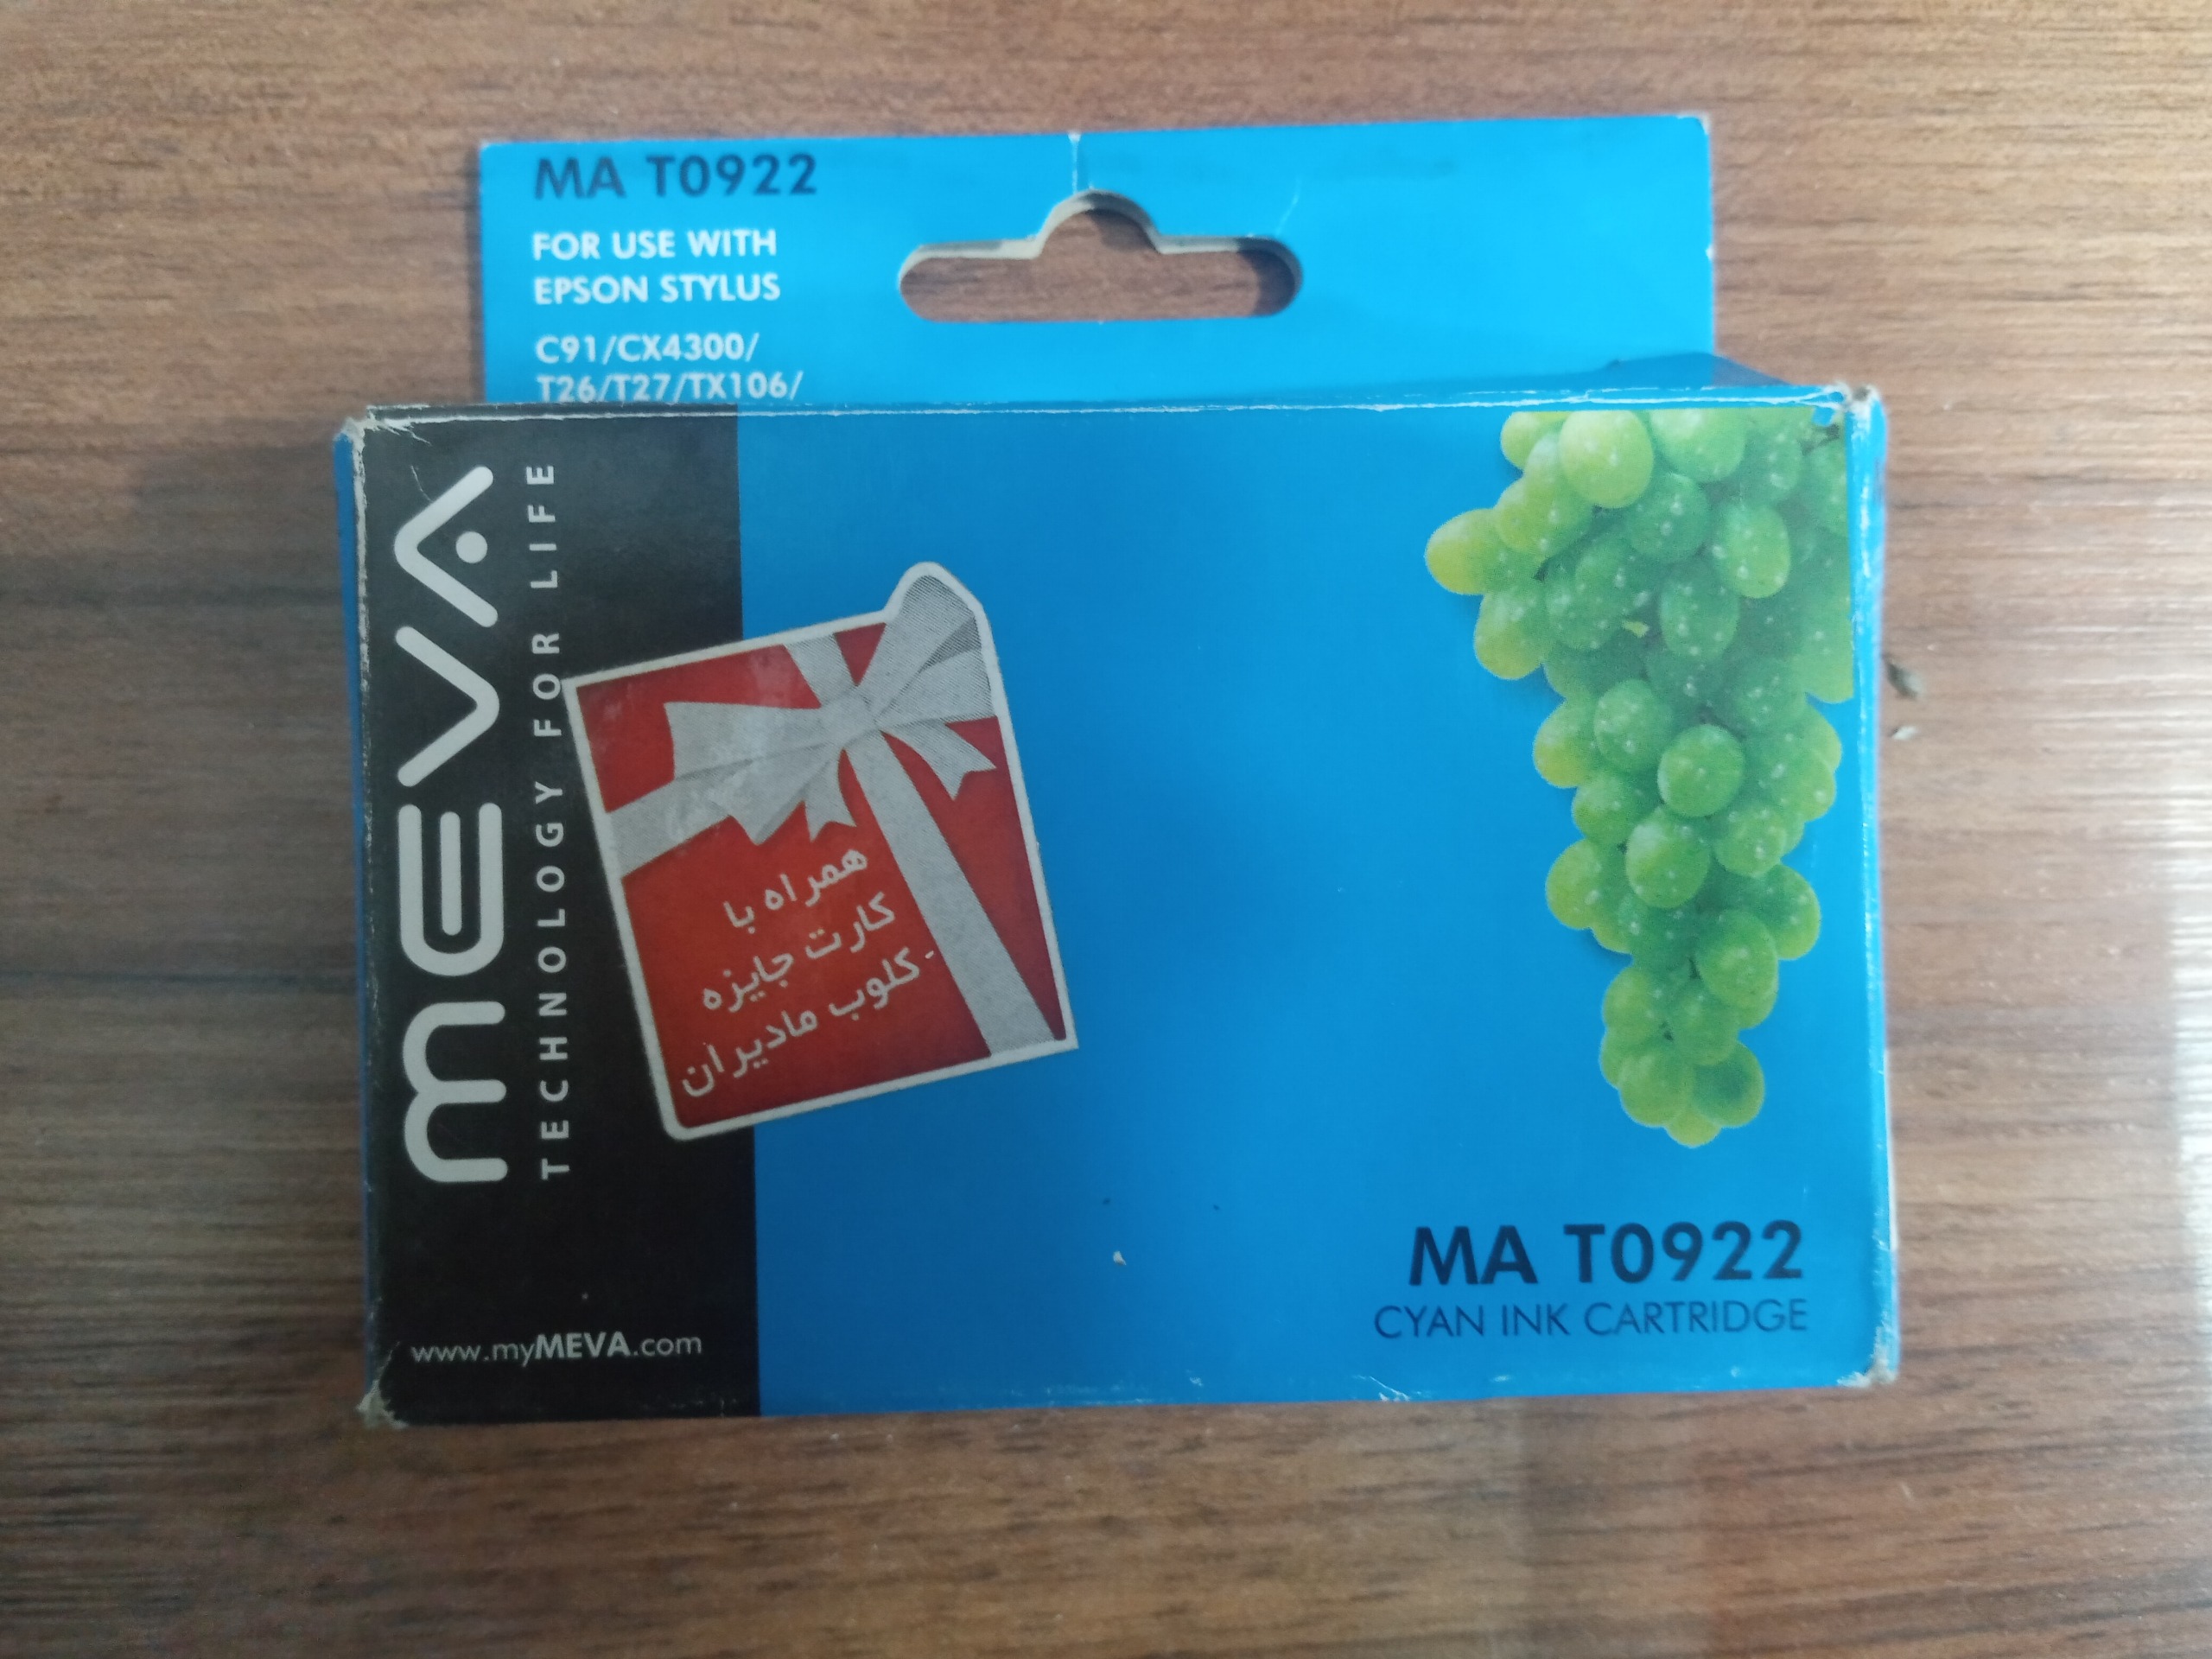 MA T0922
FOR USE WITH
EPSON STYLUS
C91/CX4300/
T26/T27/TX106/
MEVA
TECHNOLOGY FOR LIFE
همراه با
کارت جایزه
کلوب مادیران
www.myMEVA.com
MA T0922
CYAN INK CARTRIDGE